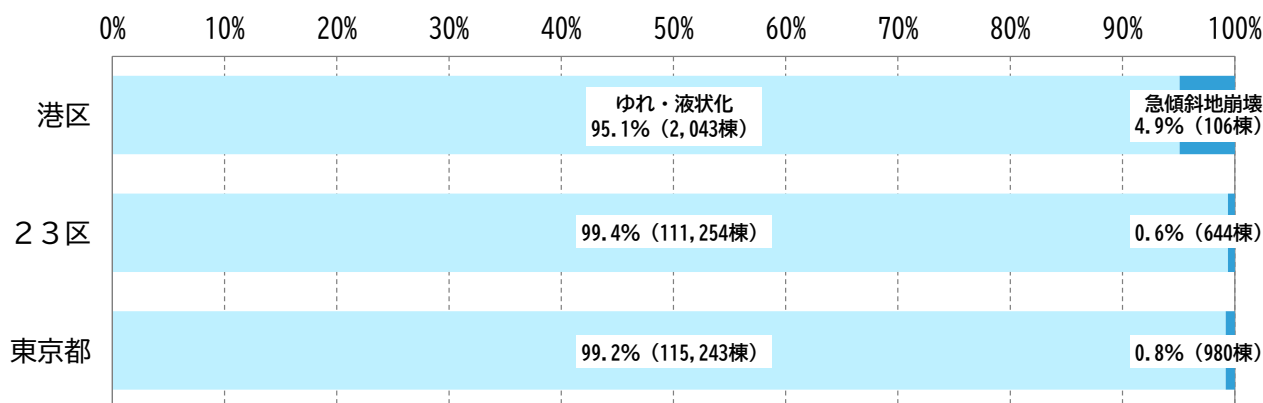 0% 10% 20% 30% 40% 50% 60% 70% 80% 90% 100%
港区
ゆれ・液状化
95.1%（2,043棟）
急傾斜地崩壊
4.9%（106棟）
２３区
99.4%（111,254棟）
0.6%（644棟）
東京都
99.2%（115,243棟）
0.8%（980棟）